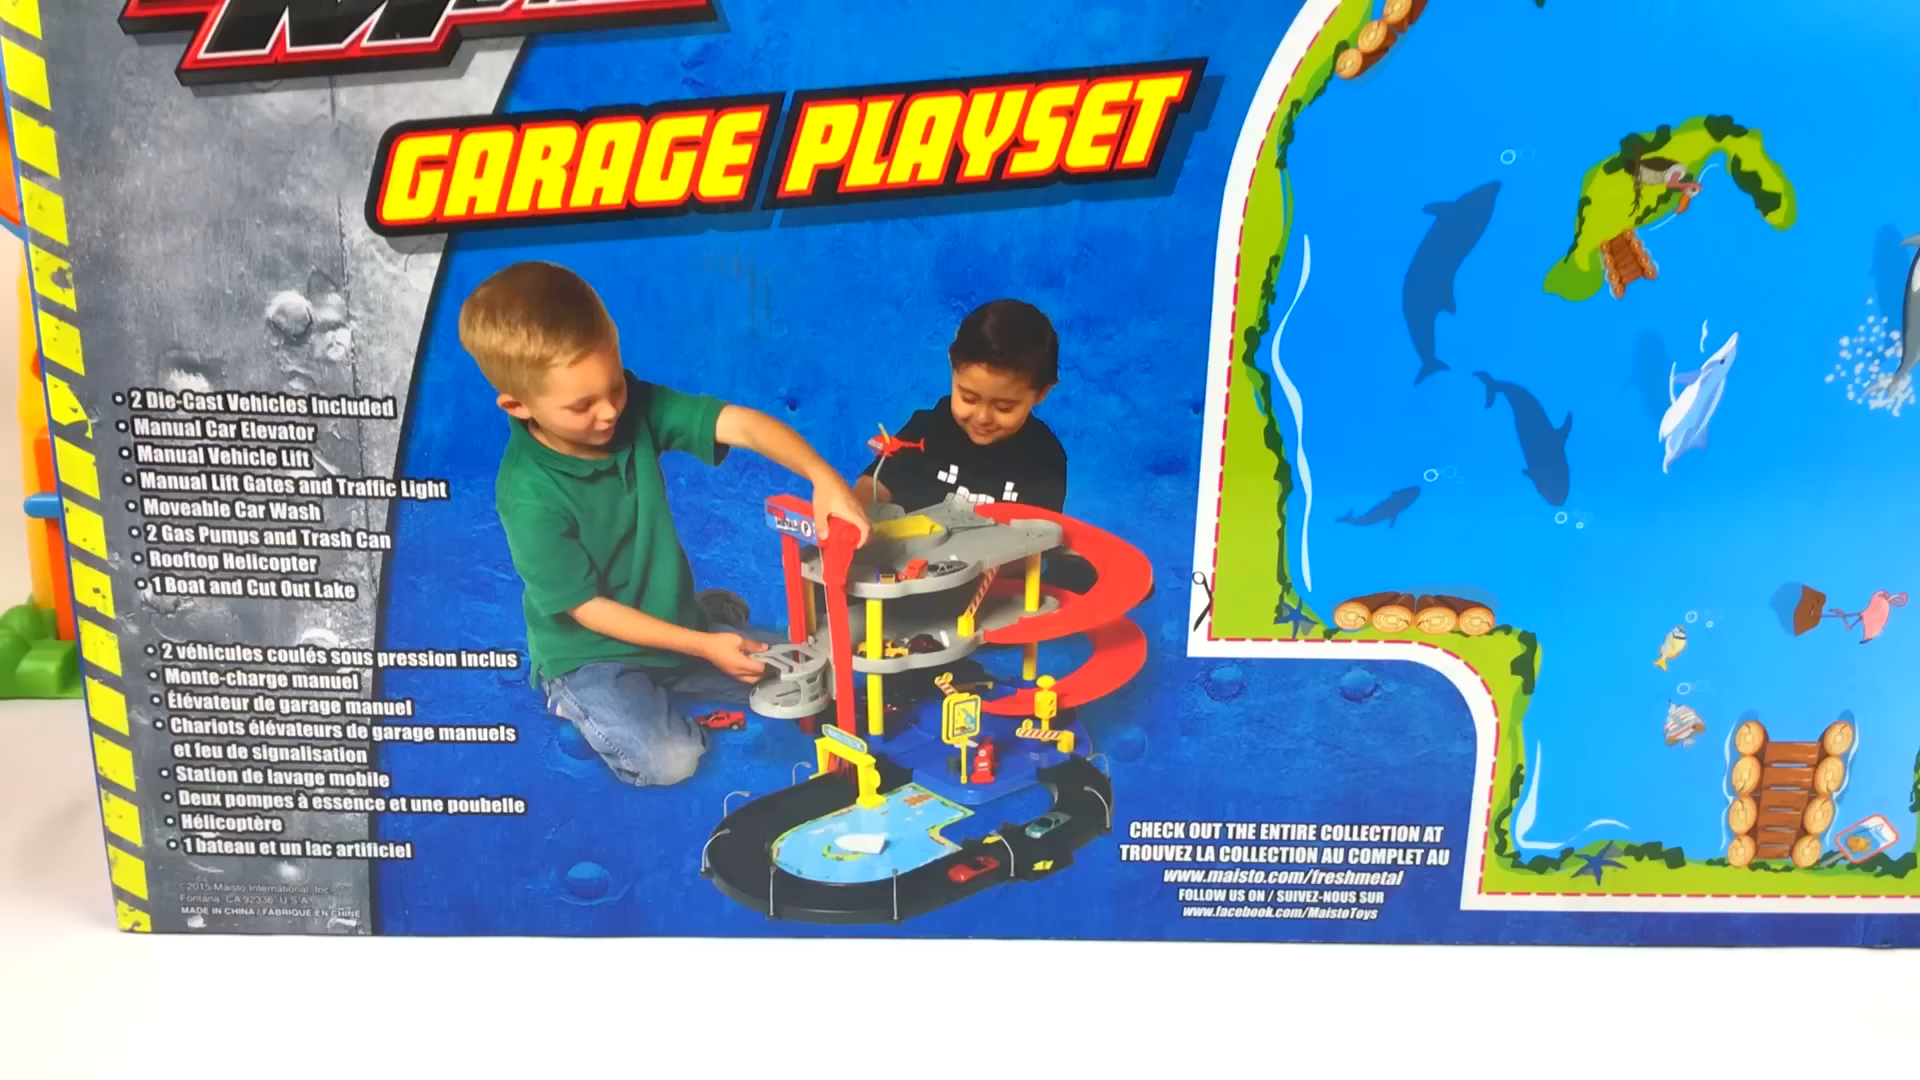 GARAGE PLAYSET
• 2 Die-Cast Vehicles Included
• Manual Car Elevator
• Manual Vehicle Lift
• Manual Lift Gates and Traffic Light
• Moveable Car Wash
• 2 Gas Pumps and Trash Can
• Rooftop Helicopter
• 1 Boat and Cut Out Lake
• 2 véhicules coulés sous pression inclus
• Monte-charge manuel
• Élévateur de garage manuel
• Chariots élévateurs de garage manuels
et feu de signalisation
• Station de lavage mobile
• Deux pompes à essence et une poubelle
• Hélicoptère
• 1 bateau et un lac artificiel
©2015 Maisto International, Inc.
Fontana, CA 92336, U.S.A.
MADE IN CHINA / FABRIQUÉ EN CHINE
CHECK OUT THE ENTIRE COLLECTION AT
TROUVEZ LA COLLECTION AU COMPLET AU
www.maisto.com/freshmetal
FOLLOW US ON / SUIVEZ-NOUS SUR
www.facebook.com/MaistoToys